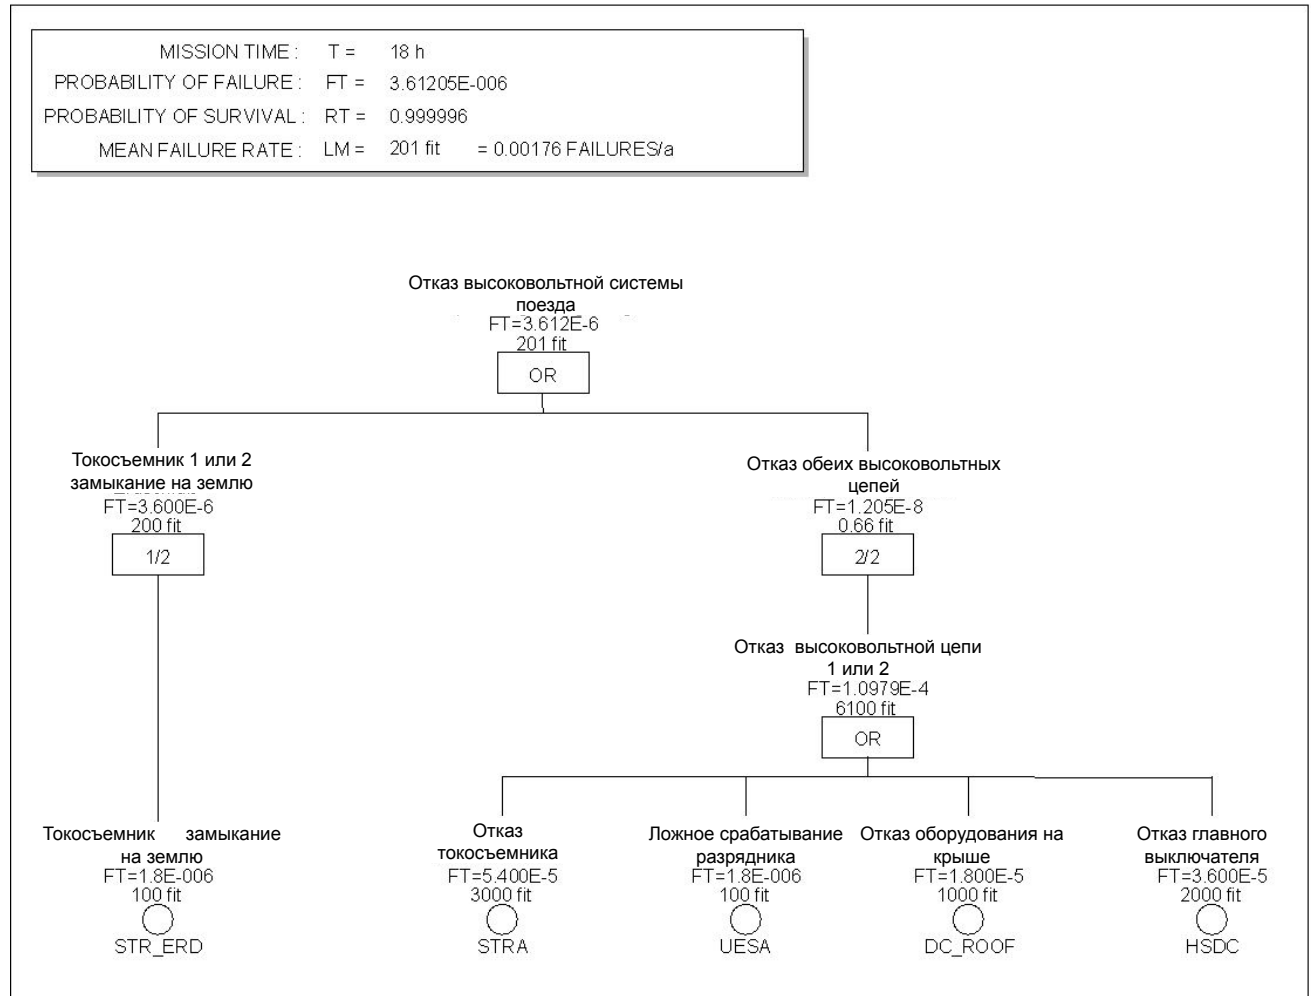 MISSION TIME : T = 18 h
PROBABILITY OF FAILURE : FT = 3.61205E-006
PROBABILITY OF SURVIVAL : RT = 0.999996
MEAN FAILURE RATE : LM = 201 fit = 0.00176 FAILURES/a
Отказ высоковольтной системы
поезда
FT=3.612E-6
201 fit
OR
Токосъемник 1 или 2
замыкание на землю
FT=3.600E-6
200 fit
1/2
Отказ обеих высоковольтных
цепей
FT=1.205E-8
0.66 fit
2/2
Отказ высоковольтной цепи
1 или 2
FT=1.0979E-4
6100 fit
OR
Токосъемник замыкание
на землю
FT=1.8E-006
100 fit
STR_ERD
Отказ
токосъемника
FT=5.400E-5
3000 fit
STRA
Ложное срабатывание
разрядника
FT=1.8E-006
100 fit
UESA
Отказ оборудования на
крыше
FT=1.800E-5
1000 fit
DC_ROOF
Отказ главного
выключателя
FT=3.600E-5
2000 fit
HSDC